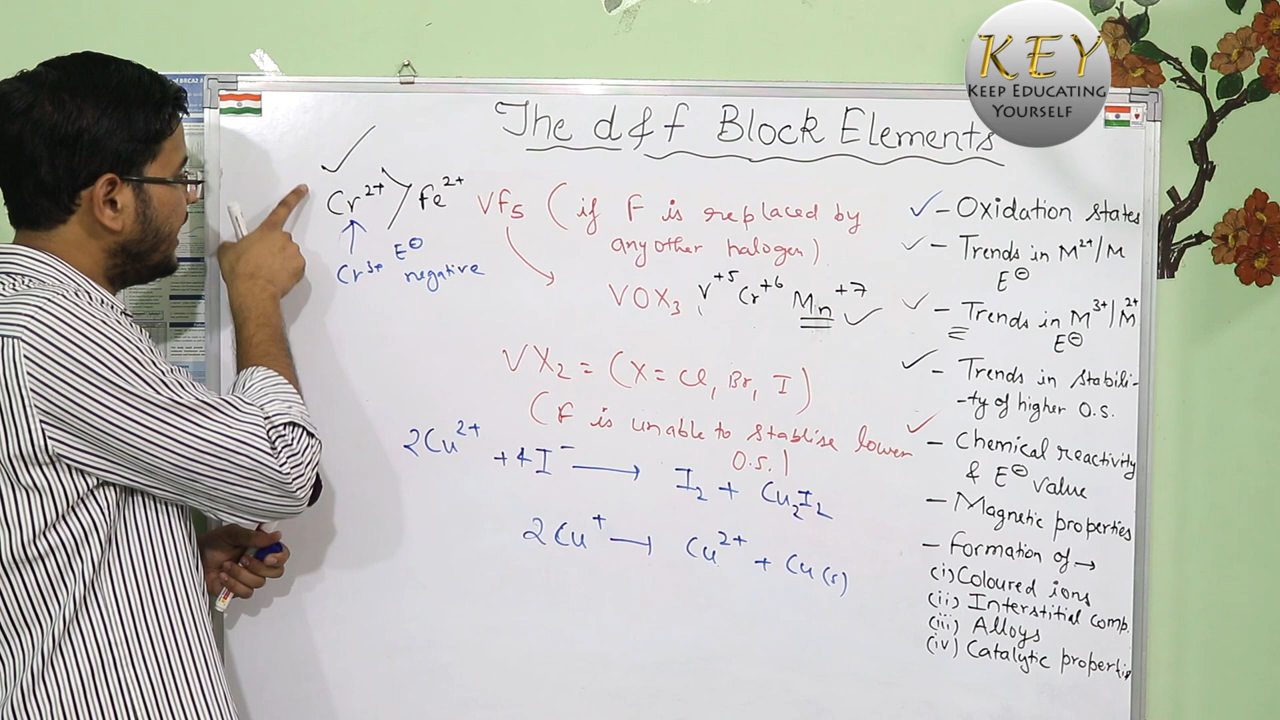 KEY
KEEP EDUCATING
YOURSELF
The d & f Block Elements
Cr²⁺ > Fe²⁺
Cr³⁺ E⊖ negative
VF₅ (if F is replaced by
any other halogen)
VOX₃
V⁺⁵ Cr⁺⁶ Mn⁺⁷
VX₂ = (X = Cl, Br, I)
(F is unable to stablise lower
O.S.)
2Cu²⁺ + 4I⁻ → I₂ + Cu₂I₂
2Cu⁺ → Cu²⁺ + Cu(s)
✓ - Oxidation states
✓ - Trends in M²⁺/M
E⊖
✓ - Trends in M³⁺/M²⁺
E⊖
✓ - Trends in stabili-
-ty of higher O.S.
✓ - Chemical reactivity
& E⊖ value
- Magnetic properties
- Formation of →
(i) Coloured ions
(ii) Interstitial comp.
(iii) Alloys
(iv) Catalytic properties